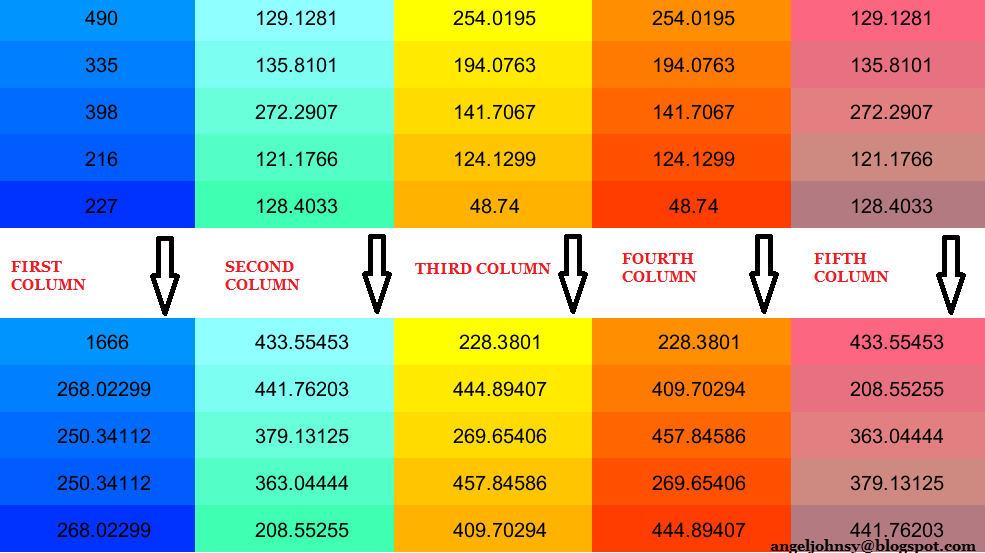 490 129.1281 254.0195 254.0195 129.1281
335 135.8101 194.0763 194.0763 135.8101
398 272.2907 141.7067 141.7067 272.2907
216 121.1766 124.1299 124.1299 121.1766
227 128.4033 48.74 48.74 128.4033
FIRST
COLUMN
SECOND
COLUMN
THIRD COLUMN
FOURTH
COLUMN
FIFTH
COLUMN
1666 433.55453 228.3801 228.3801 433.55453
268.02299 441.76203 444.89407 409.70294 208.55255
250.34112 379.13125 269.65406 457.84586 363.04444
250.34112 363.04444 457.84586 269.65406 379.13125
268.02299 208.55255 409.70294 444.89407 441.76203
angeljohnsy@blogspot.com